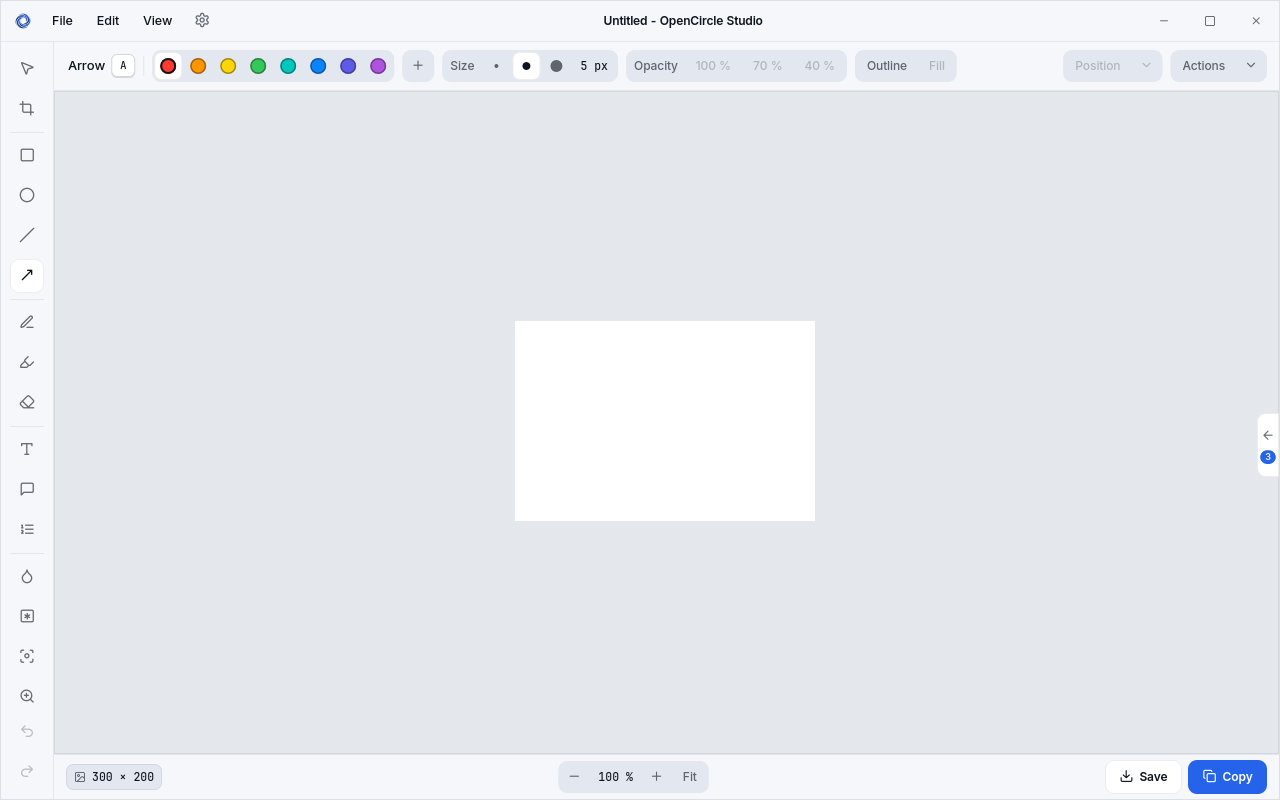 File Edit View Untitled - OpenCircle Studio
Arrow A Size 5 px Opacity 100 % 70 % 40 % Outline Fill Position Actions
3
300 × 200 100 % Fit Save Copy